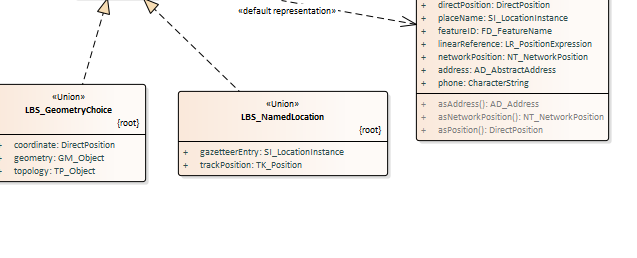 «default representation»
«Union»
LBS_GeometryChoice
{root}
+ coordinate: DirectPosition
+ geometry: GM_Object
+ topology: TP_Object
«Union»
LBS_NamedLocation
{root}
+ gazetteerEntry: SI_LocationInstance
+ trackPosition: TK_Position
+ directPosition: DirectPosition
+ placeName: SI_LocationInstance
+ featureID: FD_FeatureName
+ linearReference: LR_PositionExpression
+ networkPosition: NT_NetworkPosition
+ address: AD_AbstractAddress
+ phone: CharacterString
+ asAddress(): AD_Address
+ asNetworkPosition(): NT_NetworkPosition
+ asPosition(): DirectPosition